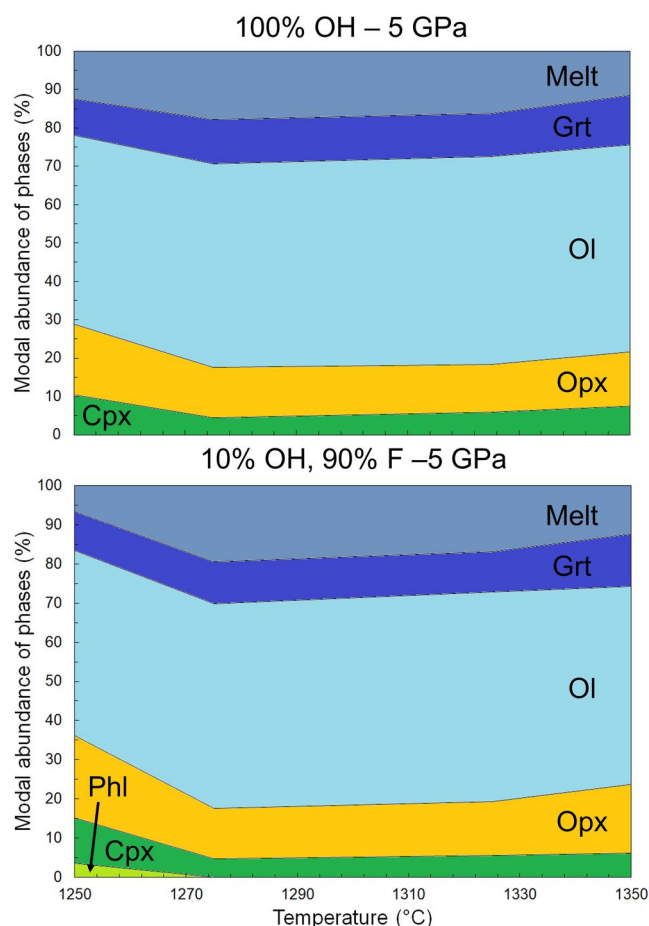 100% OH – 5 GPa
Modal abundance of phases (%)
100
90
80
70
60
50
40
30
20
10
0
Melt
Grt
Ol
Opx
Cpx
10% OH, 90% F –5 GPa
Modal abundance of phases (%)
100
90
80
70
60
50
40
30
20
10
0
Melt
Grt
Ol
Phl
Opx
Cpx
1250 1270 1290 1310 1330 1350
Temperature (°C)